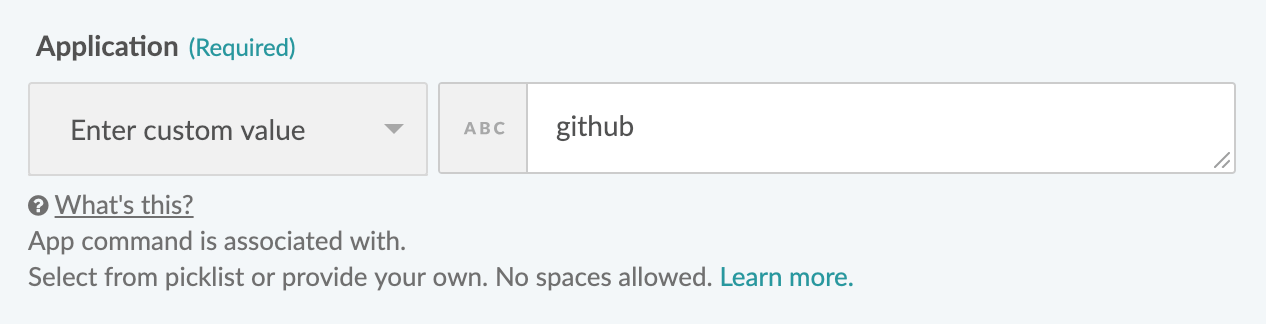 Application (Required)
Enter custom value
ABC
github
What's this?
App command is associated with.
Select from picklist or provide your own. No spaces allowed. Learn more.